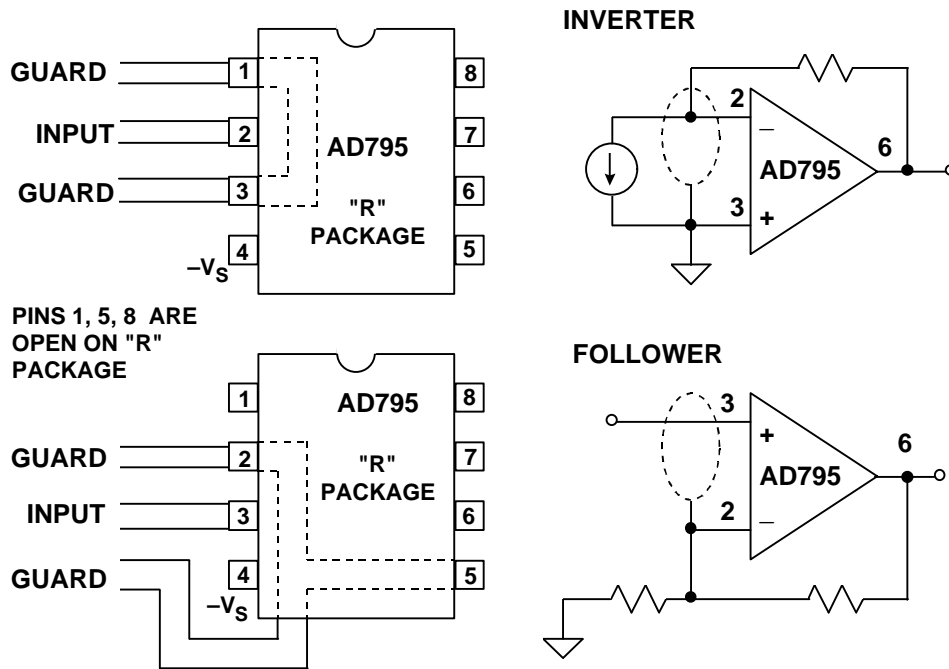 INVERTER
GUARD
1
8
INPUT
2
7
AD795
GUARD
3
6
"R"
PACKAGE
4
5
–VS
2
–
AD795
6
3
+
PINS 1, 5, 8 ARE
OPEN ON "R"
PACKAGE
FOLLOWER
1
AD795
8
GUARD
2
7
"R"
PACKAGE
INPUT
3
6
GUARD
4
5
–VS
3
+
AD795
6
2
–